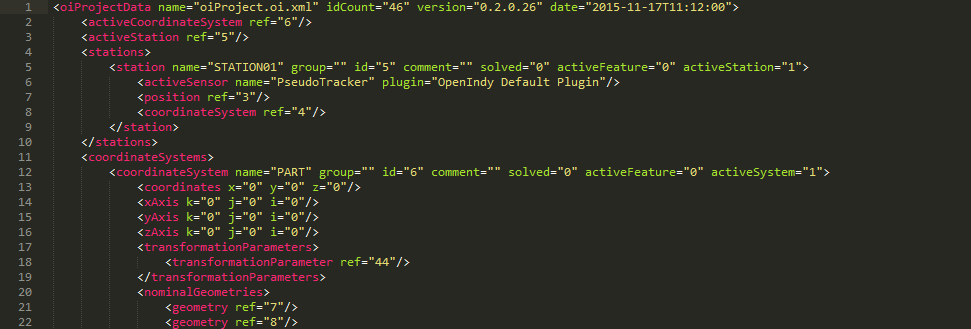 1 <oiProjectData name="oiProject.oi.xml" idCount="46" version="0.2.0.26" date="2015-11-17T11:12:00">
2 <activeCoordinateSystem ref="6"/>
3 <activeStation ref="5"/>
4 <stations>
5 <station name="STATION01" group="" id="5" comment="" solved="0" activeFeature="0" activeStation="1">
6 <activeSensor name="PseudoTracker" plugin="OpenIndy Default Plugin"/>
7 <position ref="3"/>
8 <coordinateSystem ref="4"/>
9 </station>
10 </stations>
11 <coordinateSystems>
12 <coordinateSystem name="PART" group="" id="6" comment="" solved="0" activeFeature="0" activeSystem="1">
13 <coordinates x="0" y="0" z="0"/>
14 <xAxis k="0" j="0" i="0"/>
15 <yAxis k="0" j="0" i="0"/>
16 <zAxis k="0" j="0" i="0"/>
17 <transformationParameters>
18 <transformationParameter ref="44"/>
19 </transformationParameters>
20 <nominalGeometries>
21 <geometry ref="7"/>
22 <geometry ref="8"/>